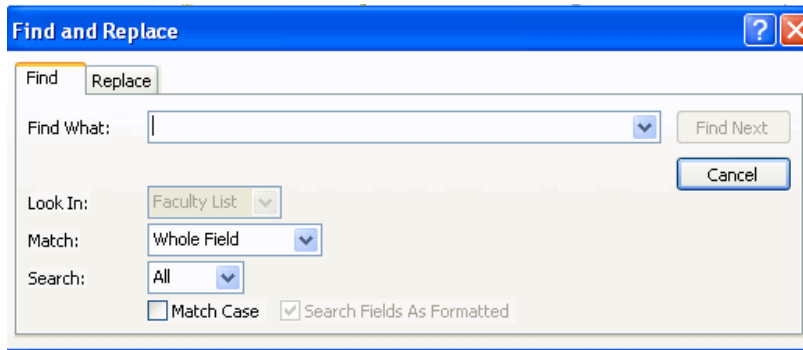 Find and Replace
Find Replace
Find What: Find Next
Cancel
Look In: Faculty List
Match: Whole Field
Search: All
Match Case Search Fields As Formatted